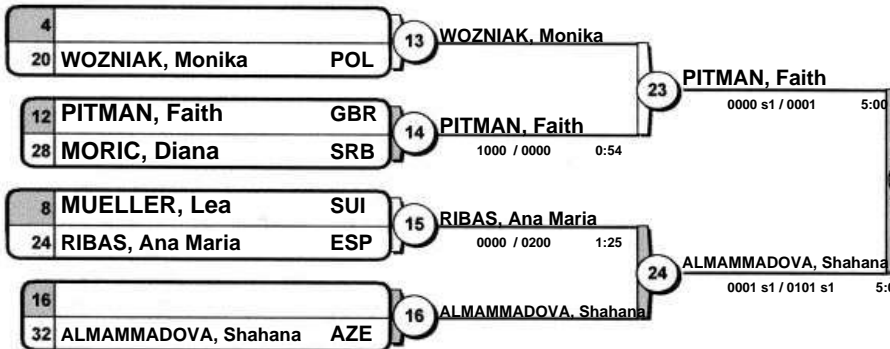 4
20 WOZNIAK, Monika POL
13 WOZNIAK, Monika
12 PITMAN, Faith GBR
28 MORIC, Diana SRB
14 PITMAN, Faith
1000 / 0000 0:54
23 PITMAN, Faith
0000 s1 / 0001 5:00
8 MUELLER, Lea SUI
24 RIBAS, Ana Maria ESP
15 RIBAS, Ana Maria
0000 / 0200 1:25
16
32 ALMAMMADOVA, Shahana AZE
16 ALMAMMADOVA, Shahana
24 ALMAMMADOVA, Shahana
0001 s1 / 0101 s1